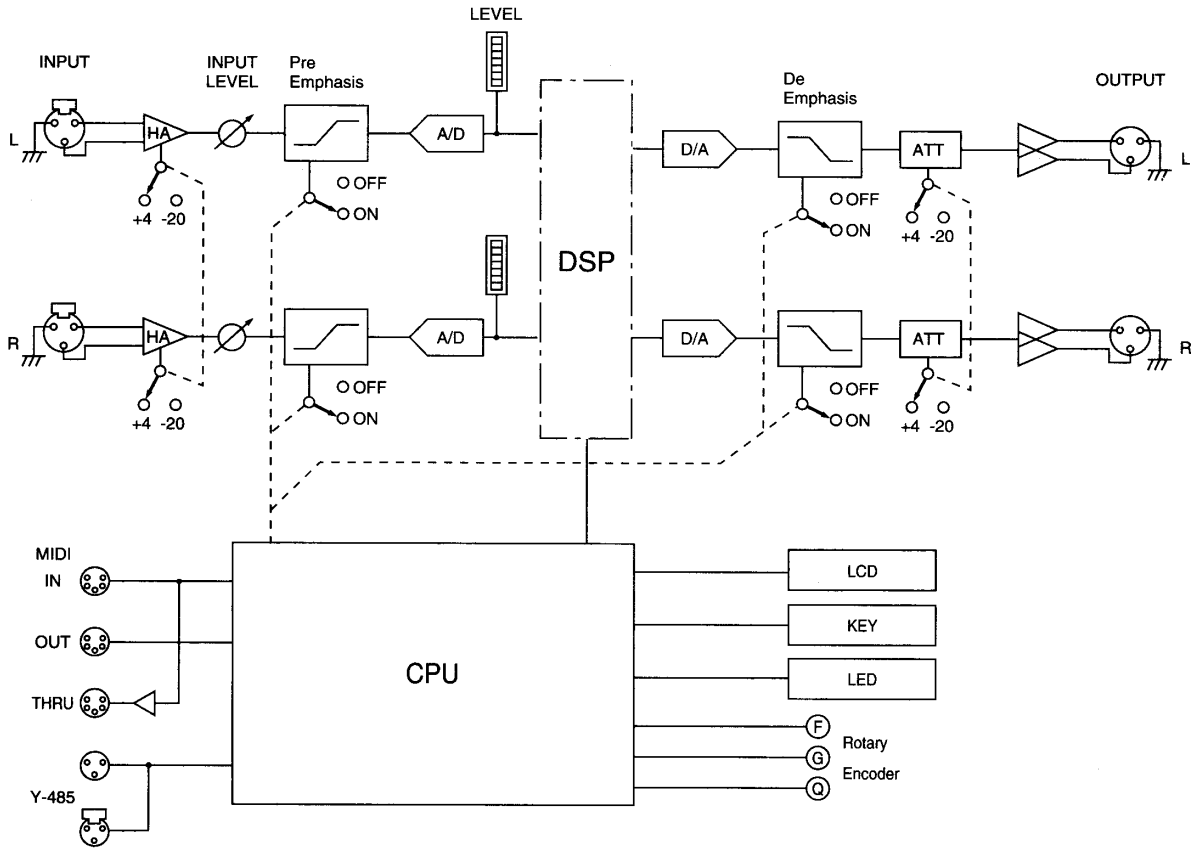 LEVEL
INPUT
INPUT
LEVEL
Pre
Emphasis
De
Emphasis
OUTPUT
L
HA
A/D
D/A
ATT
L
+4 -20
OFF
ON
OFF
ON
+4 -20
DSP
R
HA
A/D
D/A
ATT
R
+4 -20
OFF
ON
OFF
ON
+4 -20
MIDI
IN
OUT
THRU
Y-485
CPU
LCD
KEY
LED
F
G
Q
Rotary
Encoder